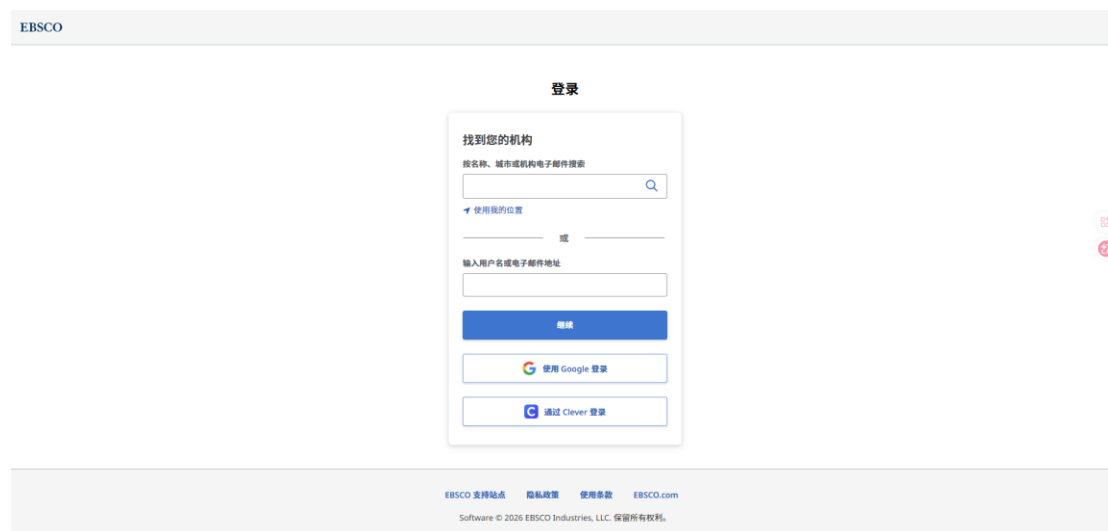 EBSCO
登录
找到您的机构
按名称、城市或机构电子邮件搜索
使用我的位置
或
输入用户名或电子邮件地址
继续
使用 Google 登录
通过 Clever 登录
EBSCO 支持站点 隐私政策 使用条款 EBSCO.com
Software © 2026 EBSCO Industries, LLC. 保留所有权利。